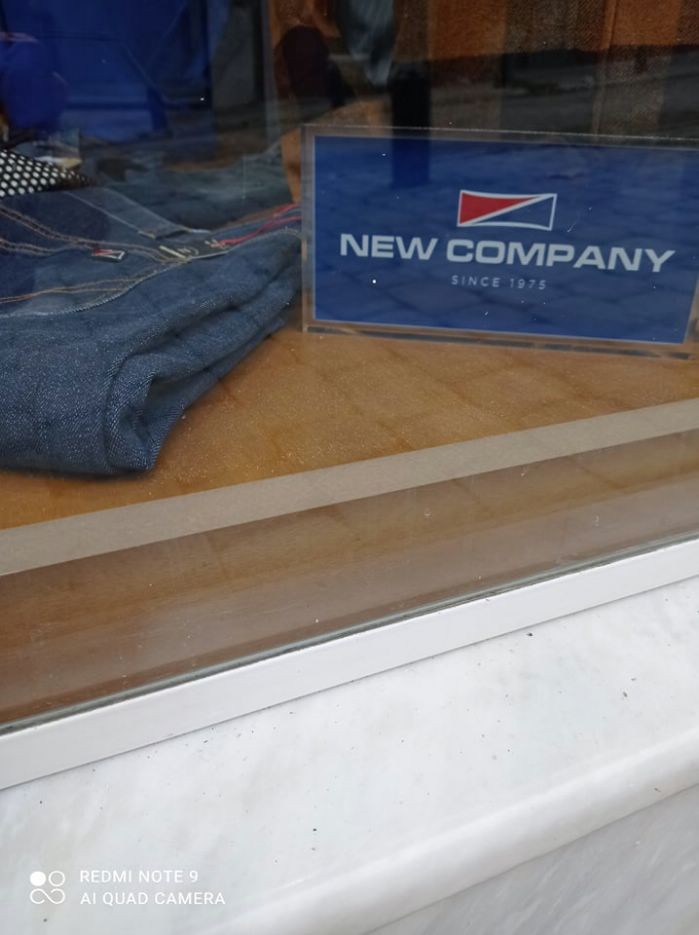 NEW COMPANY
SINCE 1975
REDMI NOTE 9
AI QUAD CAMERA